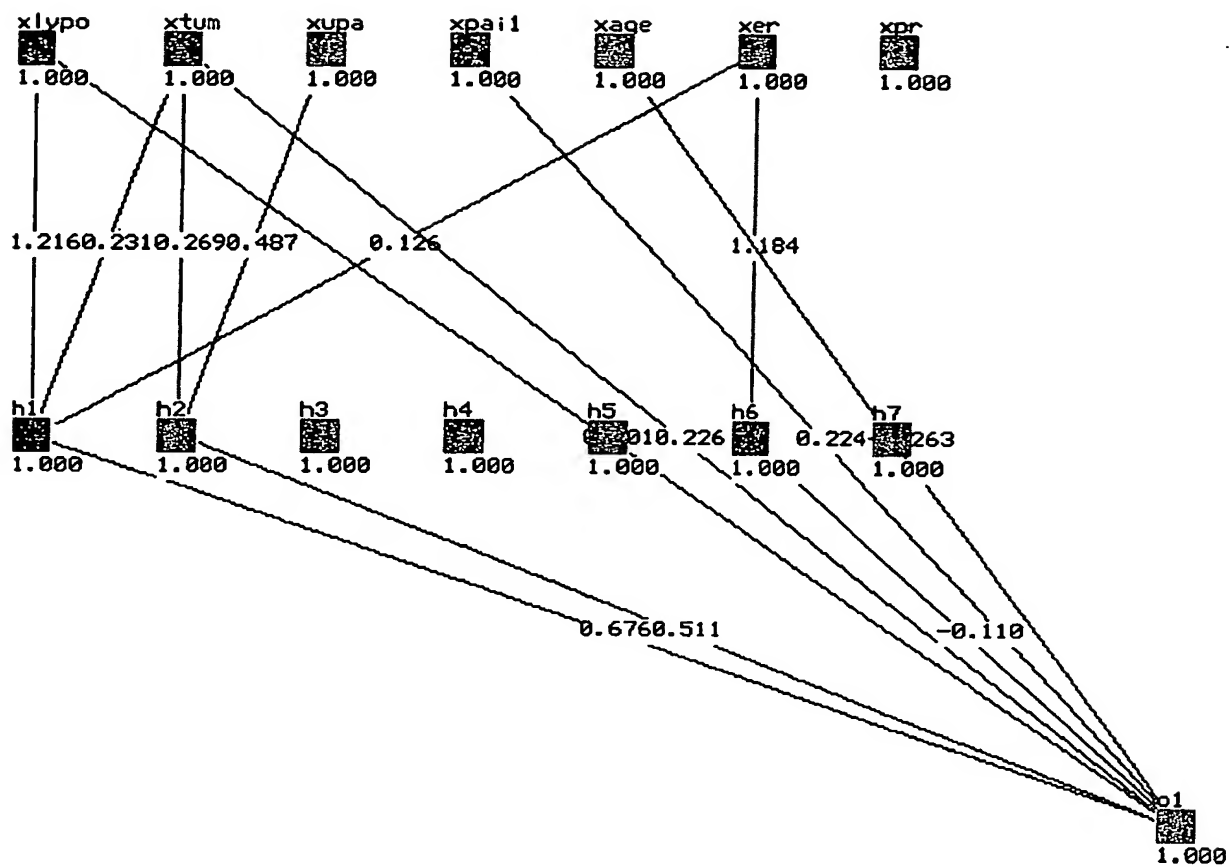 xlypo xtum xupa xpai1 xage xer xpr
1.000 1.000 1.000 1.000 1.000 1.000 1.000
1.2160.2310.2690.487 0.126 1.184
h1 h2 h3 h4 h5 h6 h7
010.226 0.224 263
1.000 1.000 1.000 1.000 1.000 1.000 1.000
0.6760.511 -0.110
o1
1.000